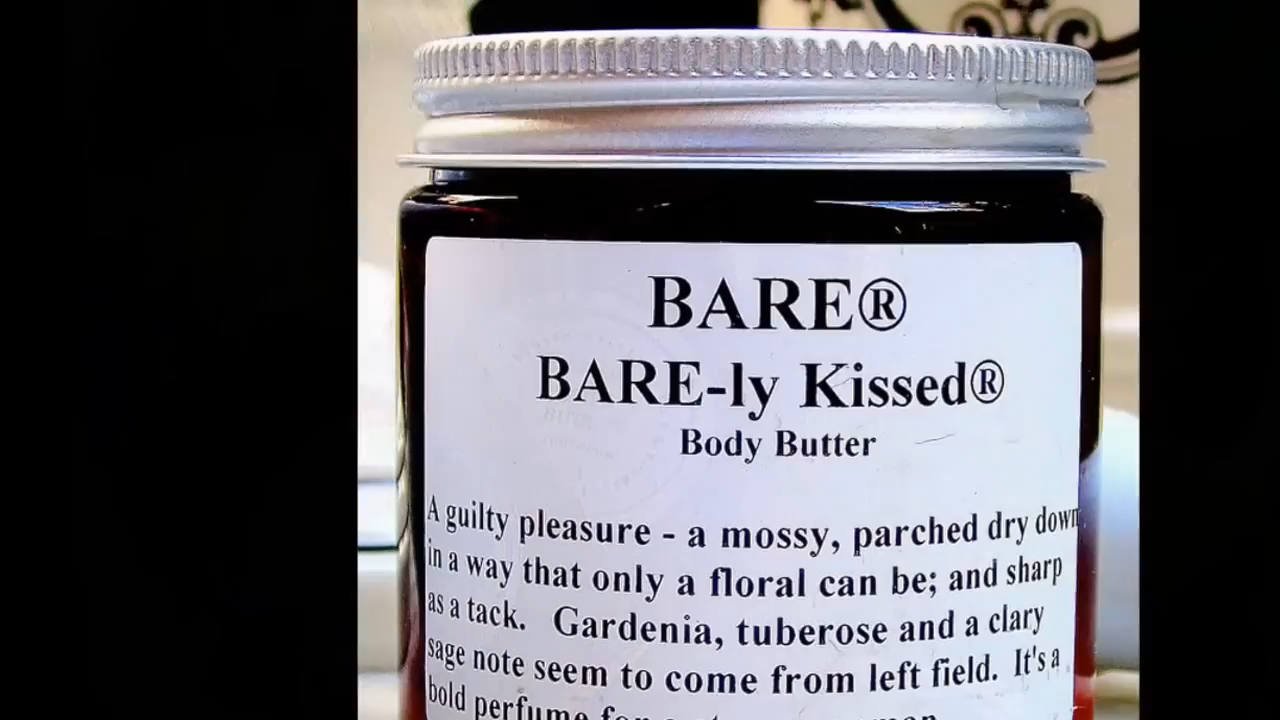 BARE®
BARE-ly Kissed®
Body Butter
A guilty pleasure - a mossy, parched dry down
in a way that only a floral can be; and sharp
as a tack. Gardenia, tuberose and a clary
sage note seem to come from left field. It's a
bold perfume for